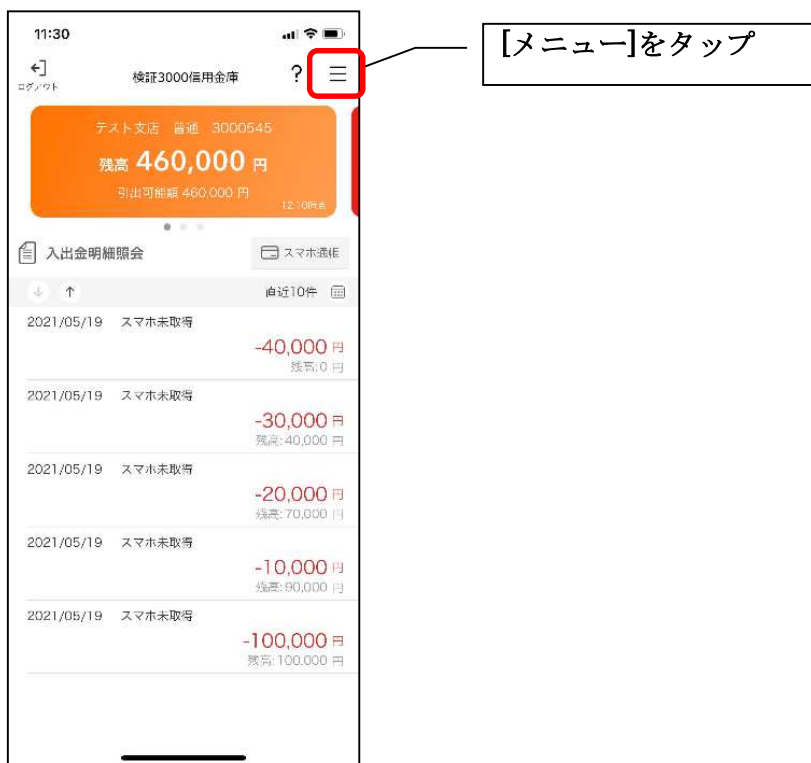 11:30
[メニュー]をタップ
ログアウト
検証3000信用金庫
?
テスト支店 普通 3000545
残高 460,000 円
引出可能額 460,000 円
12:10時点
入出金明細照会
スマホ通帳
直近10件
2021/05/19 スマホ未取得
-40,000 円
残高:0 円
2021/05/19 スマホ未取得
-30,000 円
残高:40,000 円
2021/05/19 スマホ未取得
-20,000 円
残高:70,000 円
2021/05/19 スマホ未取得
-10,000 円
残高:90,000 円
2021/05/19 スマホ未取得
-100,000 円
残高:100,000 円